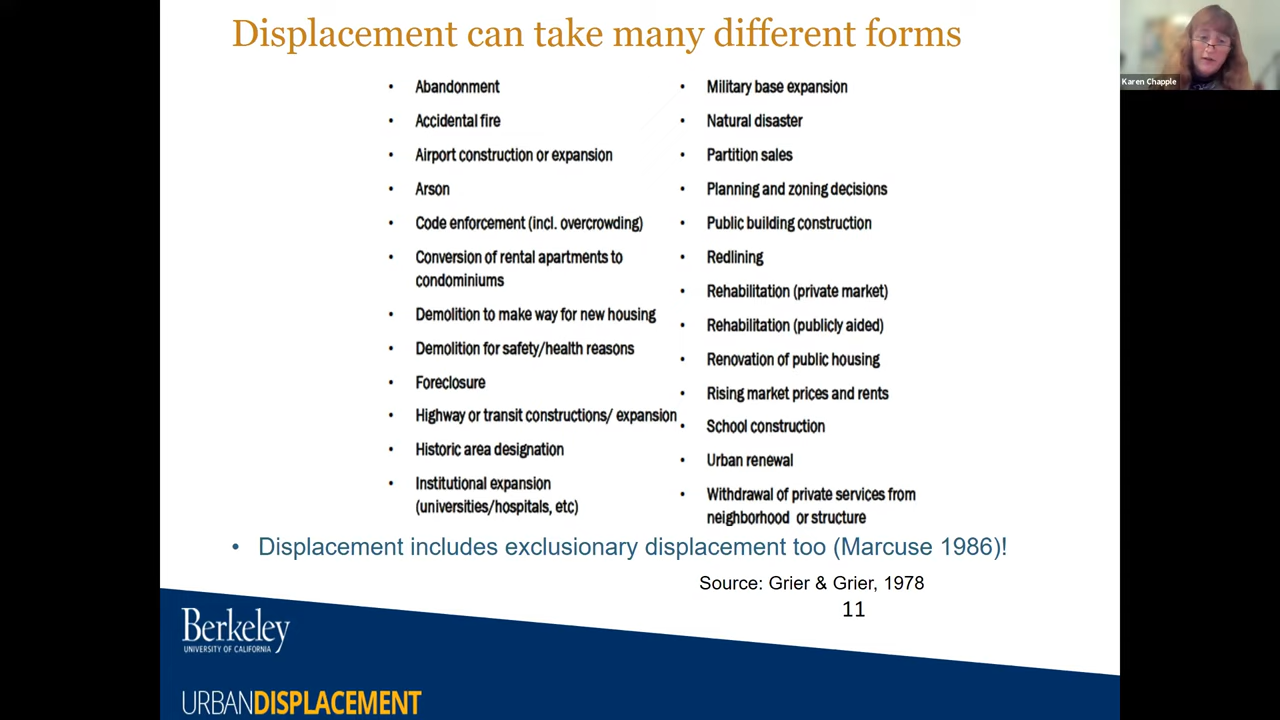 Displacement can take many different forms
Karen Chapple
• Abandonment
• Accidental fire
• Airport construction or expansion
• Arson
• Code enforcement (incl. overcrowding)
• Conversion of rental apartments to
condominiums
• Demolition to make way for new housing
• Demolition for safety/health reasons
• Foreclosure
• Highway or transit constructions/ expansion
• Historic area designation
• Institutional expansion
(universities/hospitals, etc)
• Military base expansion
• Natural disaster
• Partition sales
• Planning and zoning decisions
• Public building construction
• Redlining
• Rehabilitation (private market)
• Rehabilitation (publicly aided)
• Renovation of public housing
• Rising market prices and rents
• School construction
• Urban renewal
• Withdrawal of private services from
neighborhood or structure
• Displacement includes exclusionary displacement too (Marcuse 1986)!
Source: Grier & Grier, 1978
11
Berkeley
UNIVERSITY OF CALIFORNIA
URBANDISPLACEMENT